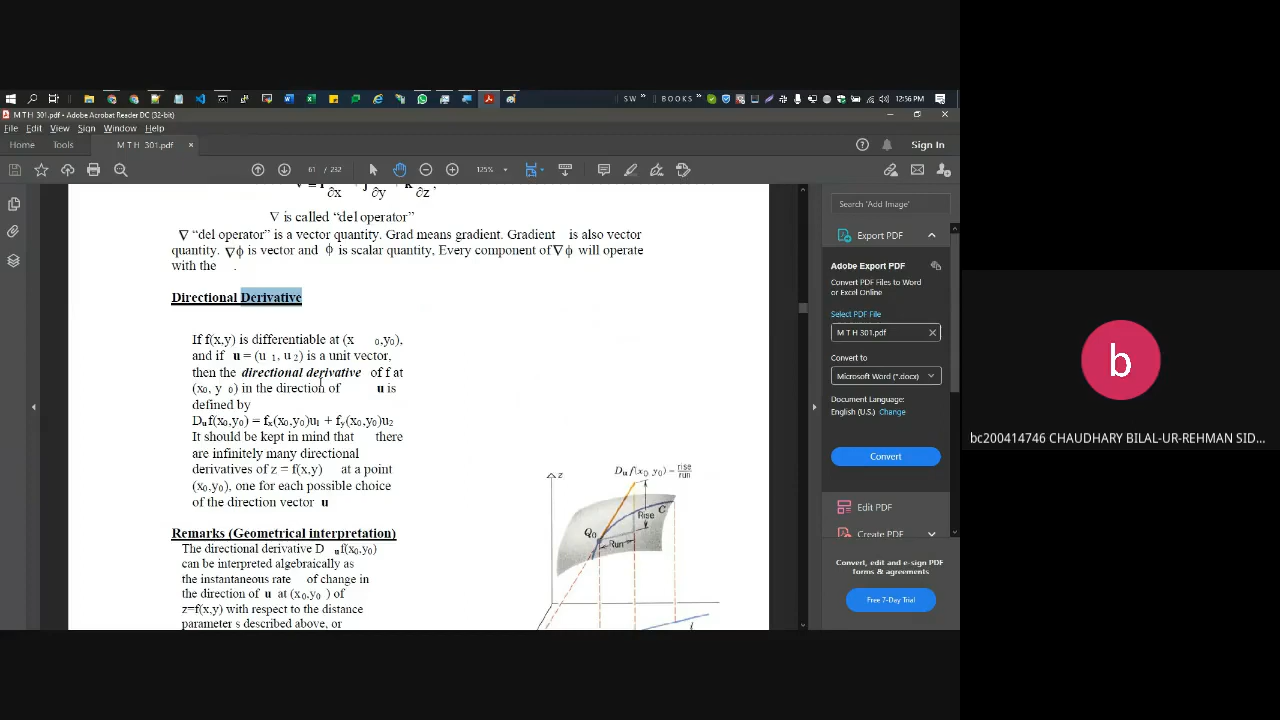 SW » BOOKS » 12:56 PM
M T H 301.pdf - Adobe Acrobat Reader DC (32-bit)
File Edit View Sign Window Help
Home Tools M T H 301.pdf × Sign In
61 / 232 125%
∇ is called “del operator”
∇ “del operator” is a vector quantity. Grad means gradient. Gradient is also vector
quantity. ∇ϕ is vector and ϕ is scalar quantity, Every component of ∇ϕ will operate
with the .
Directional Derivative
If f(x,y) is differentiable at (x 0,y0),
and if u = (u 1, u 2) is a unit vector,
then the directional derivative of f at
(x0, y 0) in the direction of u is
defined by
Duf(x0,y0) = fx(x0,y0)u1 + fy(x0,y0)u2
It should be kept in mind that there
are infinitely many directional
derivatives of z = f(x,y) at a point
(x0,y0), one for each possible choice
of the direction vector u
Remarks (Geometrical interpretation)
The directional derivative D uf(x0,y0)
can be interpreted algebraically as
the instantaneous rate of change in
the direction of u at (x0,y0 ) of
z=f(x,y) with respect to the distance
parameter s described above, or
z
Du f(x0 y0) = rise/run
Rise
C
Q0
Run
l
Search 'Add Image'
Export PDF
Adobe Export PDF
Convert PDF Files to Word
or Excel Online
Select PDF File
M T H 301.pdf
Convert to
Microsoft Word (*.docx)
Document Language:
English (U.S.) Change
Convert
Edit PDF
Create PDF
Convert, edit and e-sign PDF
forms & agreements
Free 7-Day Trial
b
bc200414746 CHAUDHARY BILAL-UR-REHMAN SID...